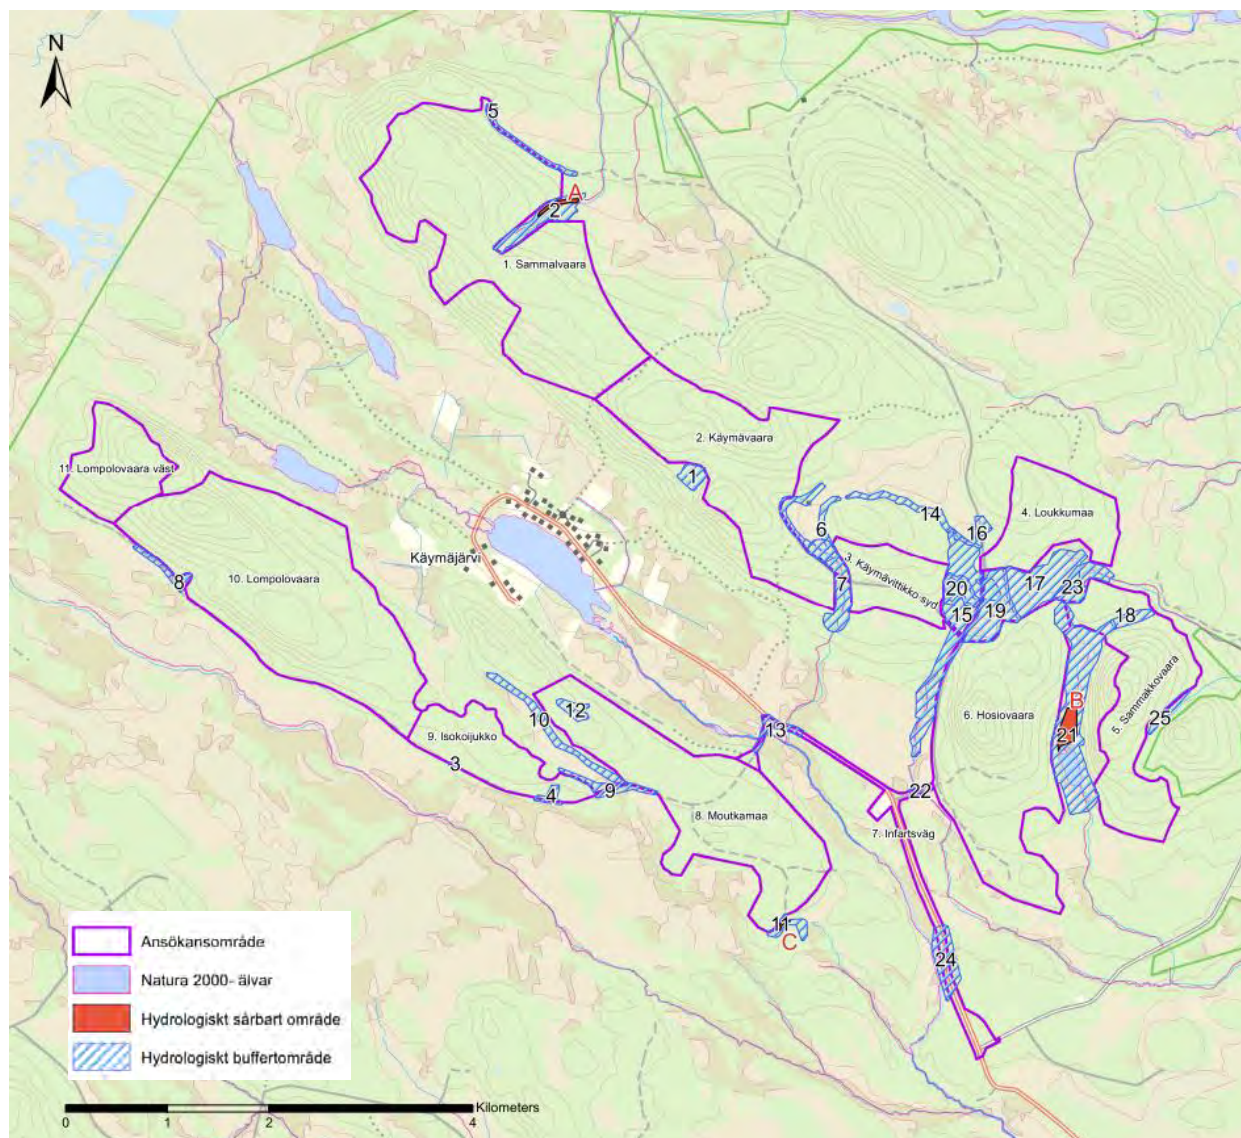 N
5
A
2
1. Sammalvaara
2. Käymävaara
1
11. Lompolovaara väst
14
4. Loukkumaa
6
16
Käymäjärvi
3. Käymävittikko syd
10. Lompolovaara
8
7
20
17
23
15
19
18
5. Sammakkovaara
10
12
6. Hosiovaara
B
25
9. Isokoijukko
13
21
3
4
9
22
8. Moutkamaa
7. Infartsväg
11
C
24
Ansökansområde
Natura 2000- älvar
Hydrologiskt sårbart område
Hydrologiskt buffertområde
Kilometers
0 1 2 4